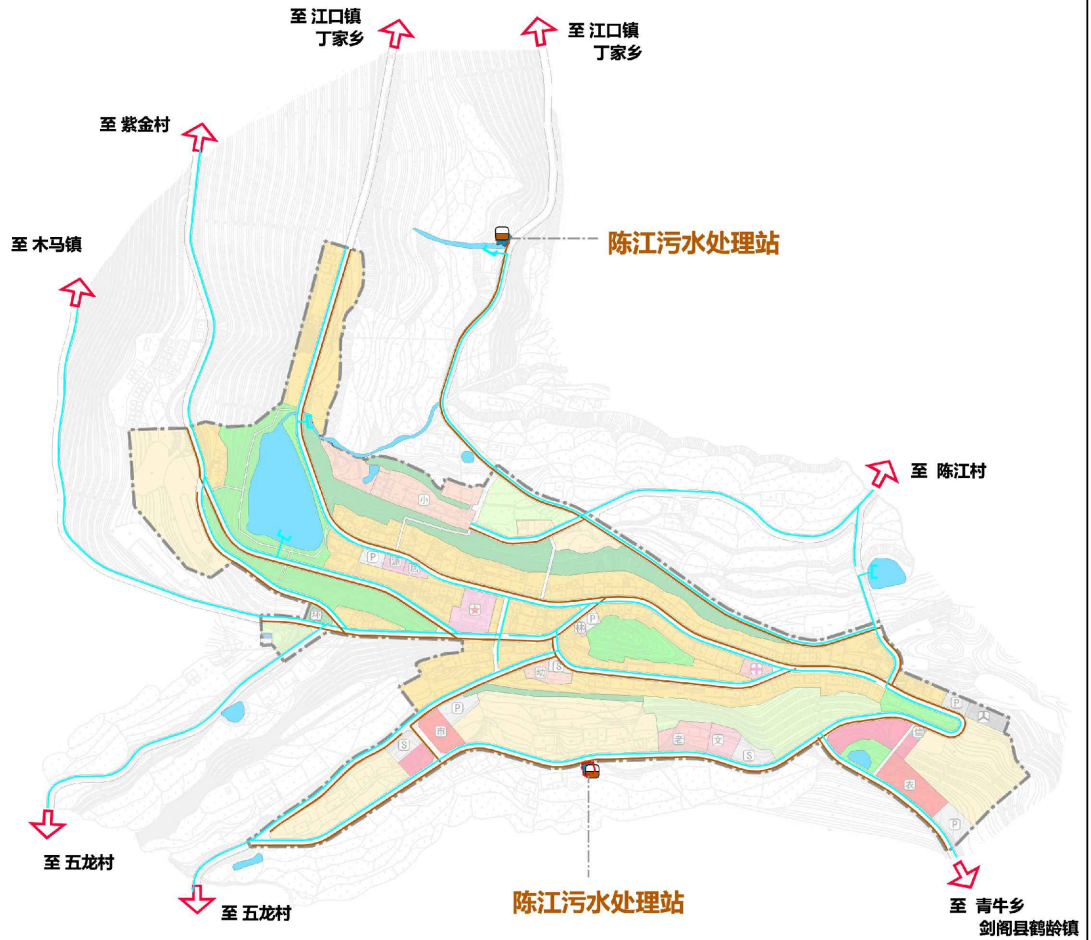 至 江口镇
丁家乡
至 江口镇
丁家乡
至 紫金村
至 木马镇
陈江污水处理站
至 陈江村
小
P
P
林
幼
S
P
市
S
老
文
S
P
信
农
P
至 五龙村
至 五龙村
陈江污水处理站
至 青牛乡
剑阁县鹤龄镇